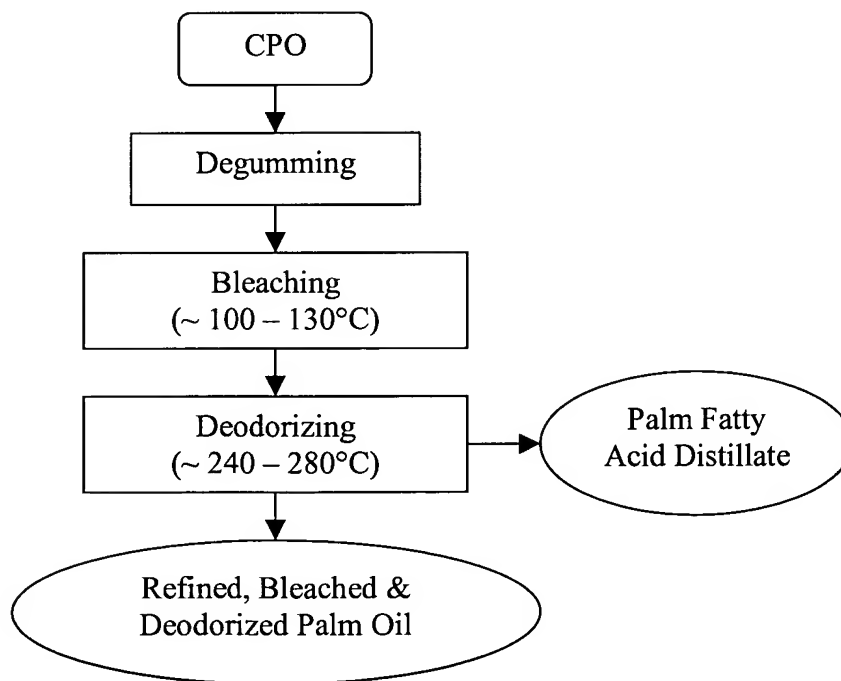 CPO
Degumming
Bleaching
(~ 100 – 130°C)
Deodorizing
(~ 240 – 280°C)
Palm Fatty
Acid Distillate
Refined, Bleached &
Deodorized Palm Oil